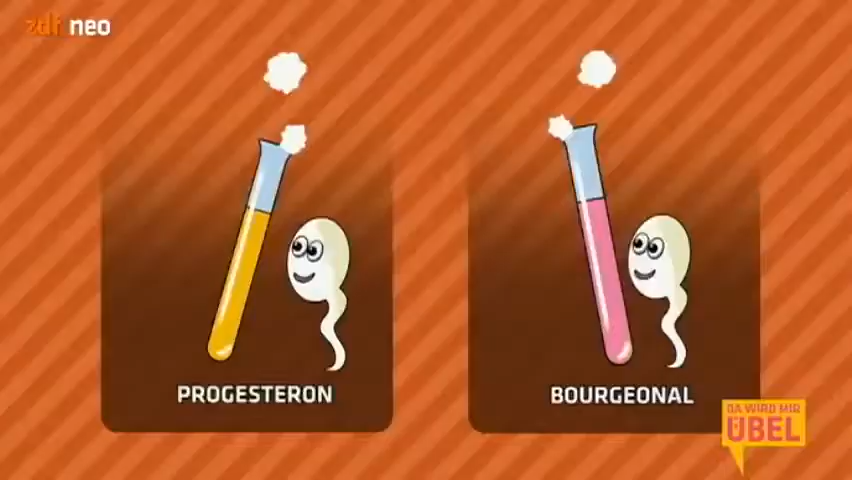 zdf neo
PROGESTERON
BOURGEONAL
DA WIRD MIR
ÜBEL